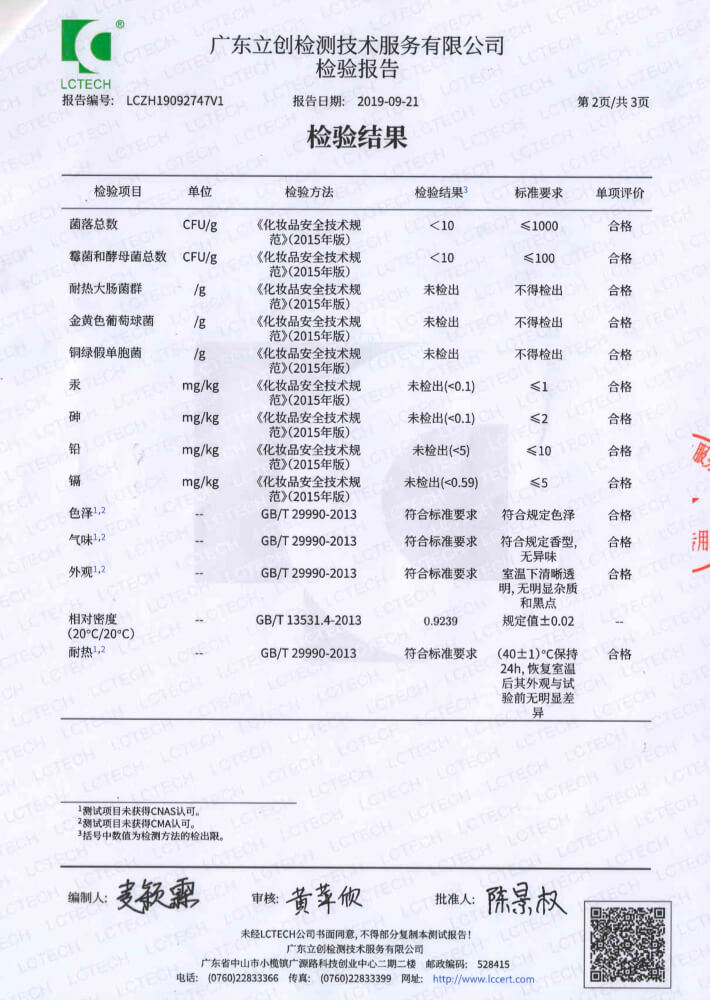 LCTECH
®
广东立创检测技术服务有限公司
检验报告
报告编号: LCZH19092747V1 报告日期: 2019-09-21 第2页/共3页
检验结果
检验项目 单位 检验方法 检验结果3 标准要求 单项评价
菌落总数 CFU/g 《化妆品安全技术规 <10 ≤1000 合格
范》(2015年版)
霉菌和酵母菌总数 CFU/g 《化妆品安全技术规 <10 ≤100 合格
范》(2015年版)
耐热大肠菌群 /g 《化妆品安全技术规 未检出 不得检出 合格
范》(2015年版)
金黄色葡萄球菌 /g 《化妆品安全技术规 未检出 不得检出 合格
范》(2015年版)
铜绿假单胞菌 /g 《化妆品安全技术规 未检出 不得检出 合格
范》(2015年版)
汞 mg/kg 《化妆品安全技术规 未检出(<0.1) ≤1 合格
范》(2015年版)
砷 mg/kg 《化妆品安全技术规 未检出(<0.1) ≤2 合格
范》(2015年版)
铅 mg/kg 《化妆品安全技术规 未检出(<5) ≤10 合格
范》(2015年版)
镉 mg/kg 《化妆品安全技术规 未检出(<0.59) ≤5 合格
范》(2015年版)
色泽1,2 -- GB/T 29990-2013 符合标准要求 符合规定色泽 合格
气味1,2 -- GB/T 29990-2013 符合标准要求 符合规定香型, 合格
无异味
外观1,2 -- GB/T 29990-2013 符合标准要求 室温下清晰透 合格
明, 无明显杂质
和黑点
相对密度 -- GB/T 13531.4-2013 0.9239 规定值±0.02 --
(20°C/20°C)
耐热1,2 -- GB/T 29990-2013 符合标准要求 (40±1)°C保持 合格
24h, 恢复室温
后其外观与试
验前无明显差
异
1测试项目未获得CNAS认可。
2测试项目未获得CMA认可。
3括号中数值为检测方法的检出限。
编制人: 审核: 批准人: 陈景权
未经LCTECH公司书面同意, 不得部分复制本测试报告!
广东立创检测技术服务有限公司
广东省中山市小榄镇广源路科技创业中心二期二楼 邮政编码: 528415
电话: (0760)22833366 传真: (0760)22833399 网址: http://www.lccert.com